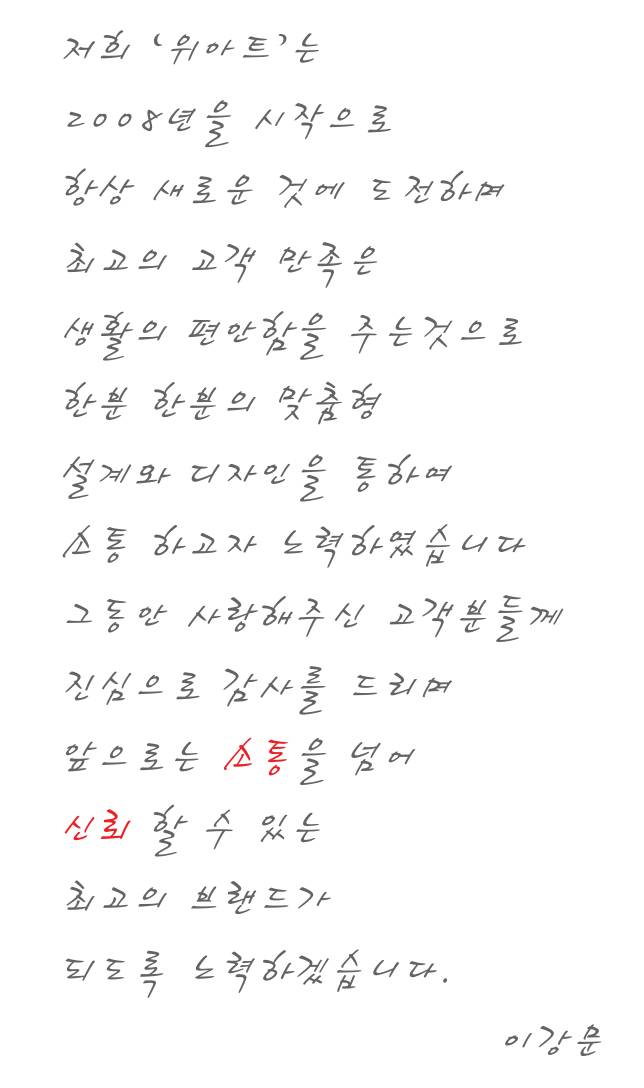 저희 '위아트'는
2008년을 시작으로
항상 새로운 것에 도전하며
최고의 고객 만족은
생활의 편안함을 주는것으로
한분 한분의 맞춤형
설계와 디자인을 통하여
소통 하고자 노력하였습니다
그동안 사랑해주신 고객분들께
진심으로 감사를 드리며
앞으로는 소통을 넘어
신뢰 할 수 있는
최고의 브랜드가
되도록 노력하겠습니다.
이강문